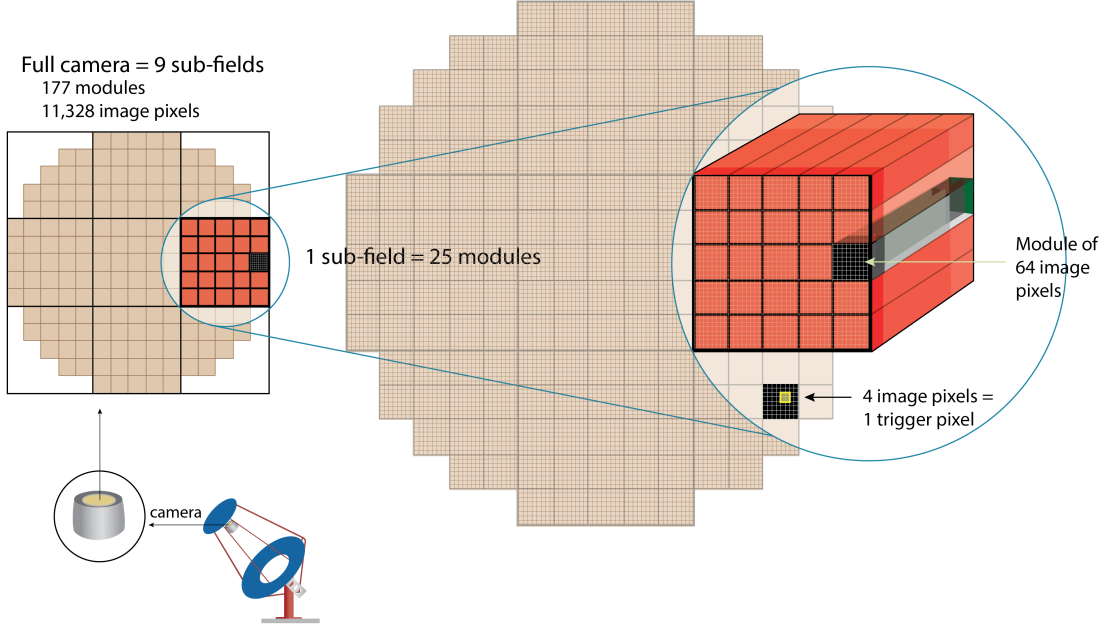 Full camera = 9 sub-fields
177 modules
11,328 image pixels
1 sub-field = 25 modules
Module of
64 image
pixels
4 image pixels =
1 trigger pixel
camera